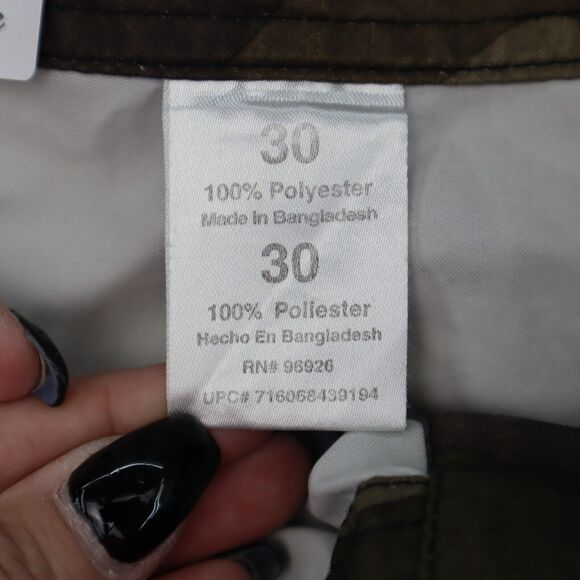 30
100% Polyester
Made In Bangladesh
30
100% Poliester
Hecho En Bangladesh
RN# 96926
UPC# 716068439194